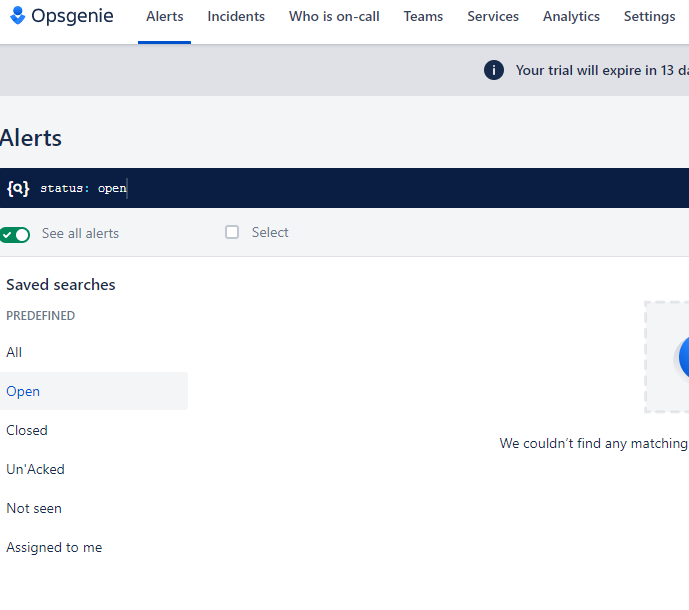 Opsgenie Alerts Incidents Who is on-call Teams Services Analytics Settings
i Your trial will expire in 13 da
Alerts
status: open
See all alerts Select
Saved searches
PREDEFINED
All
Open
Closed
We couldn't find any matching
Un'Acked
Not seen
Assigned to me